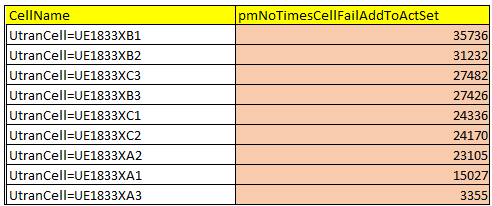 CellName pmNoTimesCellFailAddToActSet
UtranCell=UE1833XB1 35736
UtranCell=UE1833XB2 31232
UtranCell=UE1833XC3 27482
UtranCell=UE1833XB3 27426
UtranCell=UE1833XC1 24336
UtranCell=UE1833XC2 24170
UtranCell=UE1833XA2 23105
UtranCell=UE1833XA1 15027
UtranCell=UE1833XA3 3355